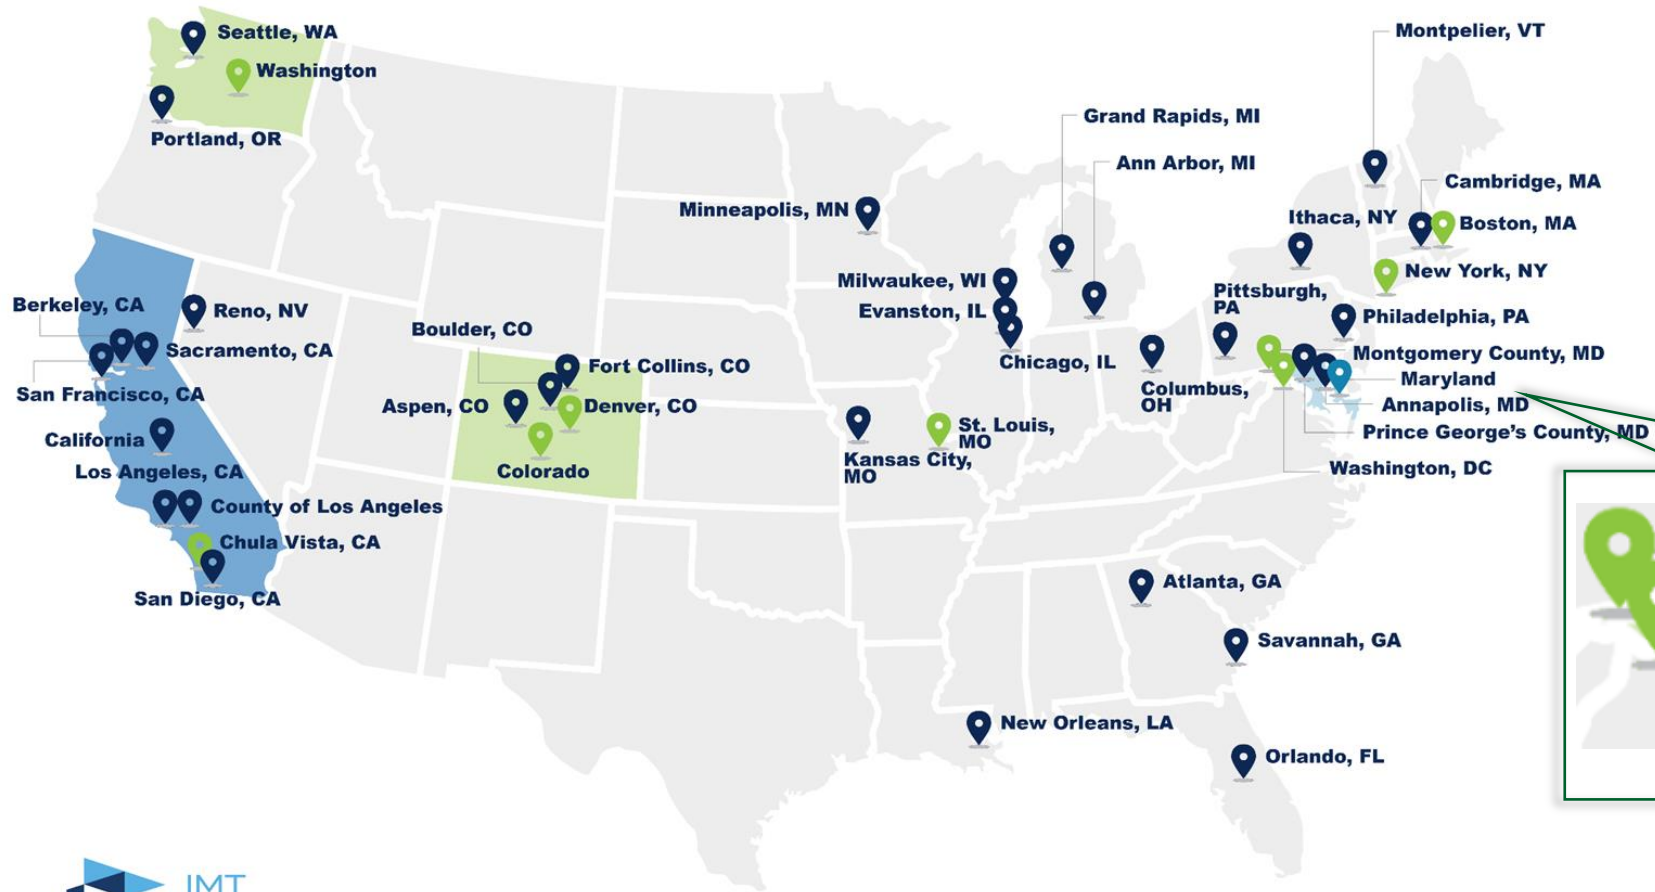 Seattle, WA
Washington
Portland, OR
Montpelier, VT
Grand Rapids, MI
Ann Arbor, MI
Cambridge, MA
Minneapolis, MN
Ithaca, NY
Boston, MA
New York, NY
Milwaukee, WI
Pittsburgh,
PA
Evanston, IL
Philadelphia, PA
Berkeley, CA
Reno, NV
Boulder, CO
Sacramento, CA
Fort Collins, CO
Chicago, IL
Montgomery County, MD
Maryland
San Francisco, CA
Aspen, CO
Denver, CO
Columbus,
OH
Annapolis, MD
St. Louis,
MO
Prince George's County, MD
California
Kansas City,
MO
Washington, DC
Los Angeles, CA
Colorado
County of Los Angeles
Chula Vista, CA
San Diego, CA
Atlanta, GA
Savannah, GA
New Orleans, LA
Orlando, FL
IMT